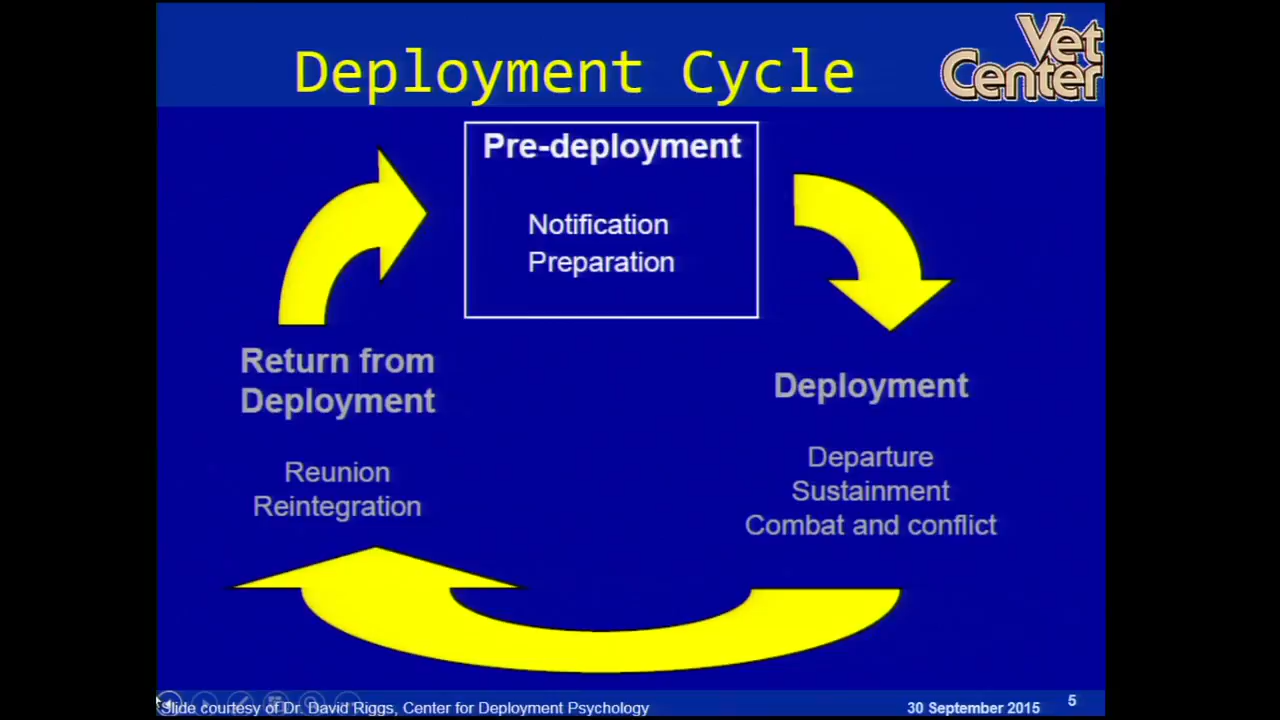 Deployment Cycle
Vet
Center
Pre-deployment
Notification
Preparation
Return from
Deployment
Reunion
Reintegration
Deployment
Departure
Sustainment
Combat and conflict
Slide courtesy of Dr. David Riggs, Center for Deployment Psychology
30 September 2015
5